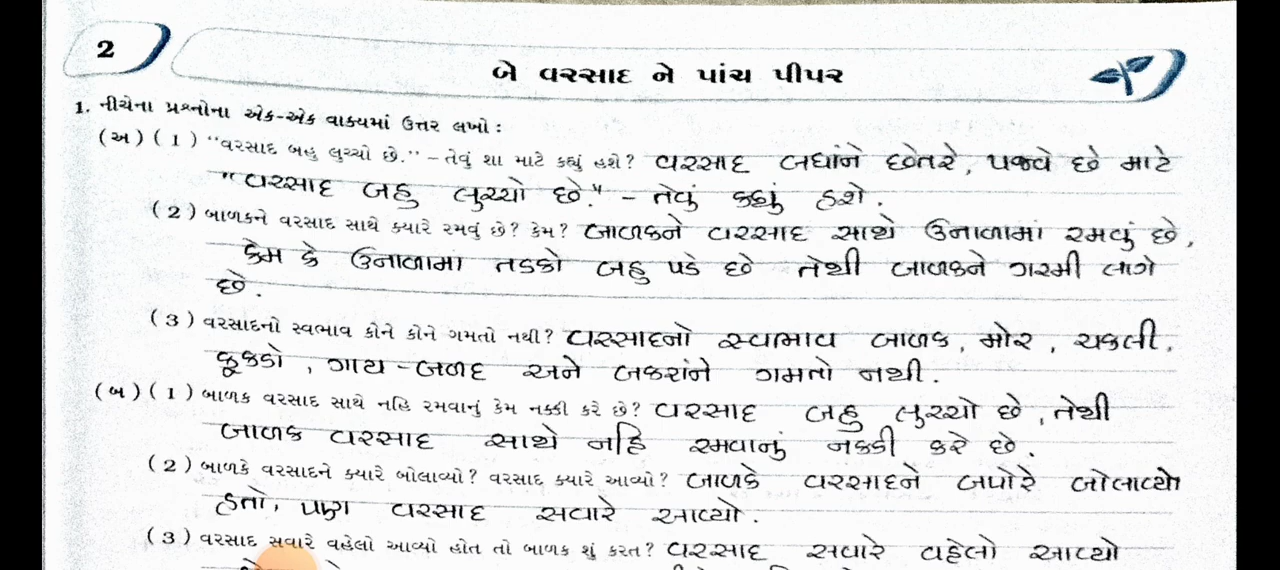 2
બે વરસાદ ને પાંચ પીપર
1. નીચેના પ્રશ્નોના એક-એક વાક્યમાં ઉત્તર લખો :
(અ) (1) “વરસાદ બહુ લુચ્ચો છે.” – તેવું શા માટે કહ્યું હશે? વરસાદ બધાંને છેતરે, પજવે છે માટે
"વરસાદ બહુ લુચ્ચો છે." - તેવું કહ્યું હશે.
(2) બાળકને વરસાદ સાથે ક્યારે રમવું છે? કેમ? બાળકને વરસાદ સાથે ઉનાળામાં રમવું છે,
કેમ કે ઉનાળામાં તડકો બહુ પડે છે તેથી બાળકને ગરમી લાગે
છે.
(3) વરસાદનો સ્વભાવ કોને કોને ગમતો નથી? વરસાદનો સ્વાભાવ બાળક, મોર, ચકલી,
કૂકડો, ગાય-બળદ અને બકરાંને ગમતો નથી.
(બ) (1) બાળક વરસાદ સાથે નહિ રમવાનું કેમ નક્કી કરે છે? વરસાદ બહુ લુચ્ચો છે, તેથી
બાળક વરસાદ સાથે નહિ રમવાનું નક્કી કરે છે.
(2) બાળકે વરસાદને ક્યારે બોલાવ્યો? વરસાદ ક્યારે આવ્યો? બાળકે વરસાદને બપોરે બોલાવ્યો
હતો, પણ વરસાદ સવારે આવ્યો.
(3) વરસાદ સવારે વહેલો આવ્યો હોત તો બાળક શું કરત? વરસાદ સવારે વહેલો આવ્યો